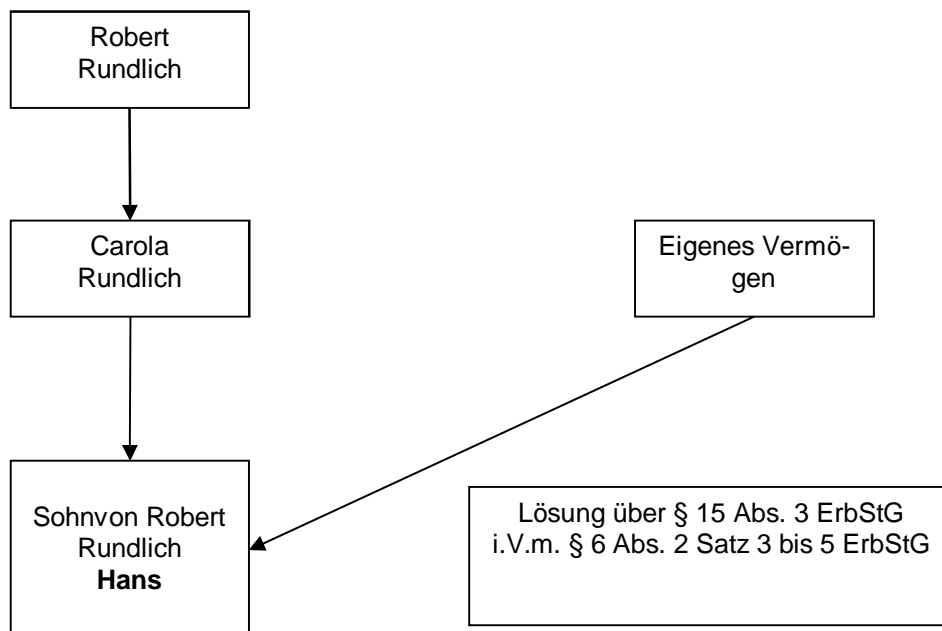 Robert
Rundlich
Carola
Rundlich
Eigenes Vermö-
gen
Sohnvon Robert
Rundlich
Hans
Lösung über § 15 Abs. 3 ErbStG
i.V.m. § 6 Abs. 2 Satz 3 bis 5 ErbStG